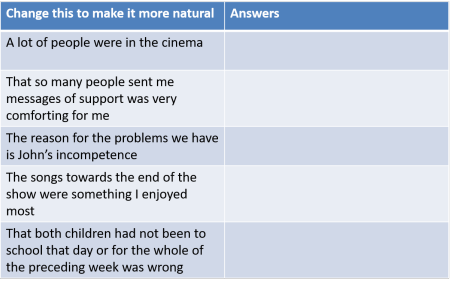 Change this to make it more natural
Answers
A lot of people were in the cinema
That so many people sent me
messages of support was very
comforting for me
The reason for the problems we have
is John's incompetence
The songs towards the end of the
show were something I enjoyed
most
That both children had not been to
school that day or for the whole of
the preceding week was wrong